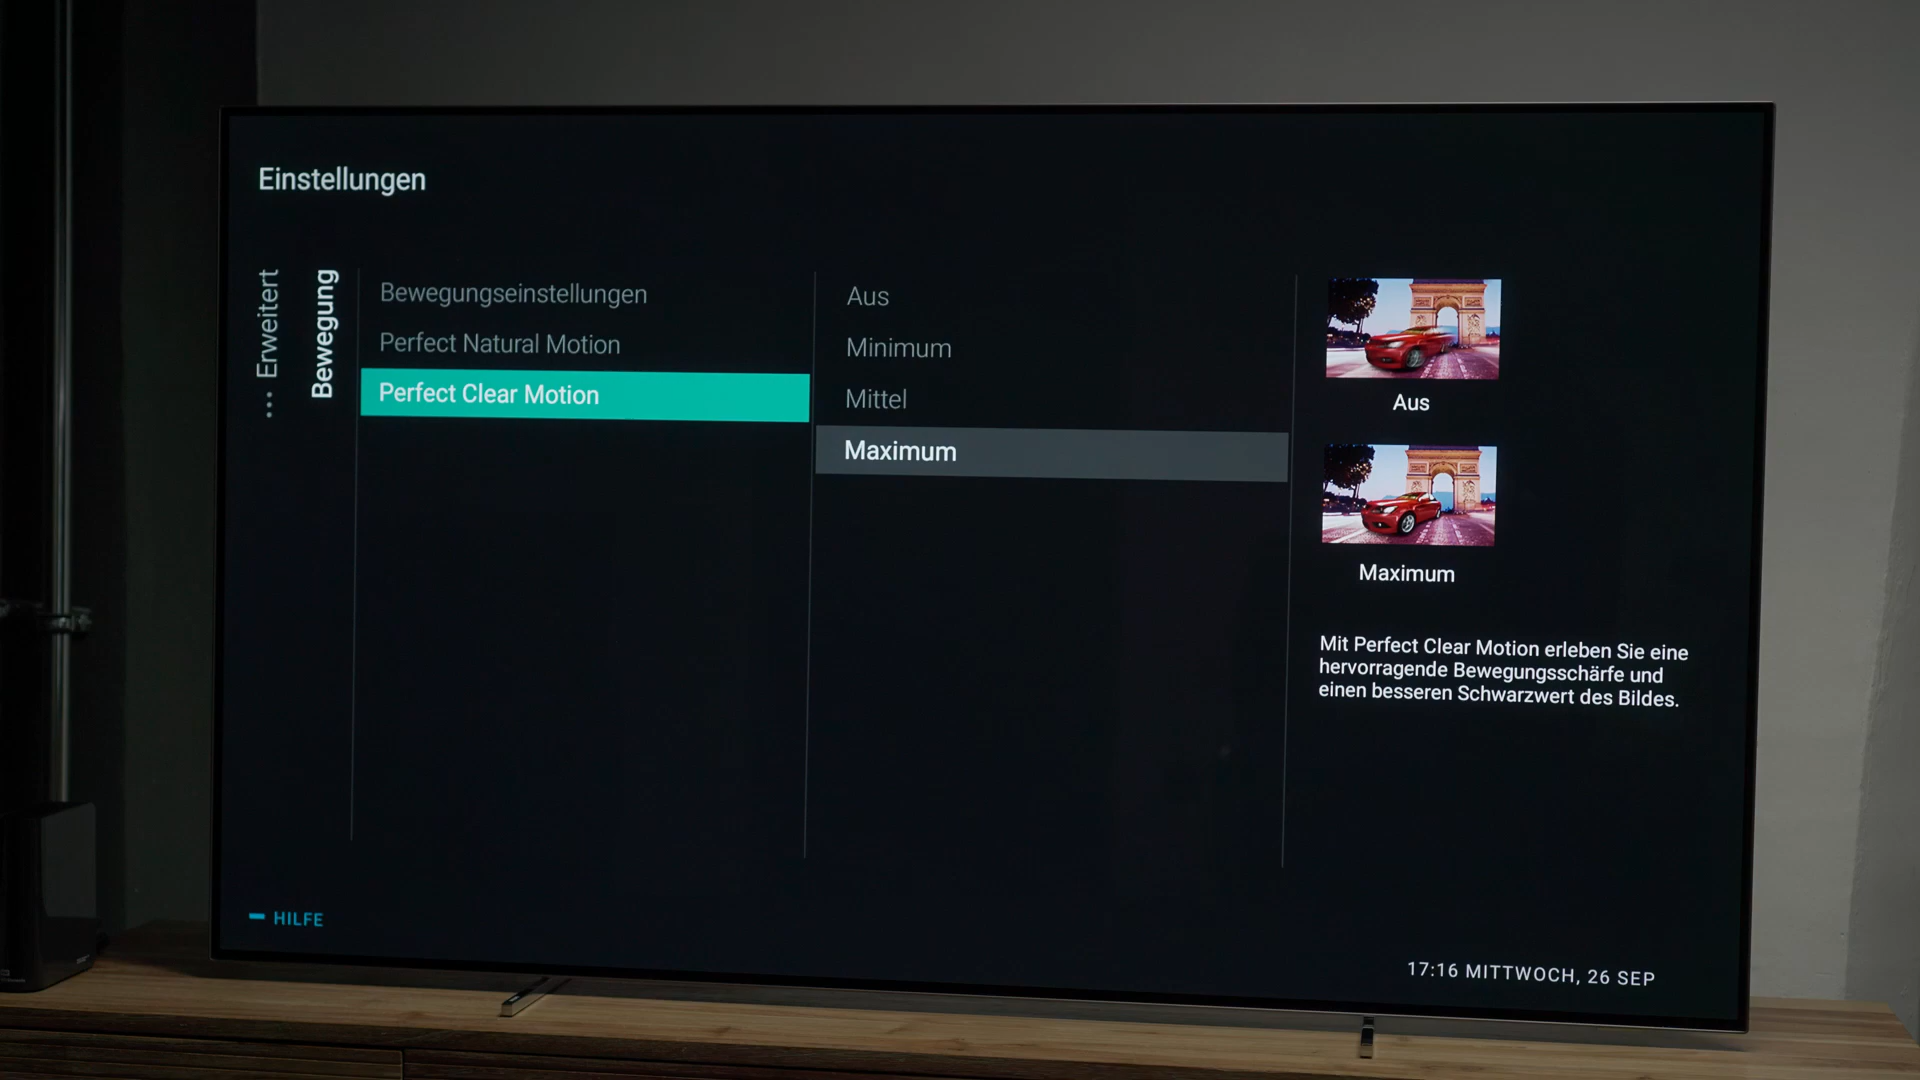 Einstellungen
... Erweitert
Bewegung
Bewegungseinstellungen
Perfect Natural Motion
Perfect Clear Motion
Aus
Minimum
Mittel
Maximum
Aus
Maximum
Mit Perfect Clear Motion erleben Sie eine
hervorragende Bewegungsschärfe und
einen besseren Schwarzwert des Bildes.
HILFE
17:16 MITTWOCH, 26 SEP